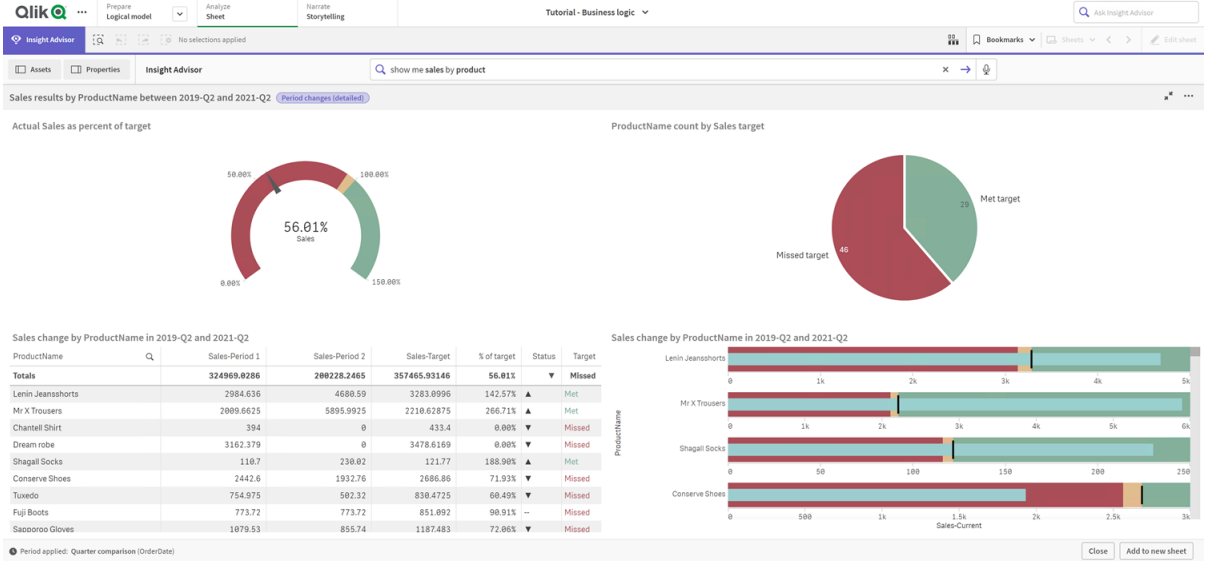 Qlik ... Prepare Logical model Analyze Sheet Narrate Storytelling Tutorial - Business logic Ask Insight Advisor
Insight Advisor No selections applied Bookmarks Sheets Edit sheet
Assets Properties Insight Advisor show me sales by product
Sales results by ProductName between 2019-Q2 and 2021-Q2 Period changes (detailed) ...
Actual Sales as percent of target
50.00% 100.00%
56.01%
Sales
0.00% 150.00%
ProductName count by Sales target
29 Met target
46
Missed target
Sales change by ProductName in 2019-Q2 and 2021-Q2
ProductName Sales-Period 1 Sales-Period 2 Sales-Target % of target Status Target
Totals 324969.0286 200228.2465 357465.93146 56.01% ▼ Missed
Lenin Jeansshorts 2984.636 4680.59 3283.0996 142.57% ▲ Met
Mr X Trousers 2009.6625 5895.9925 2210.62875 266.71% ▲ Met
Chantell Shirt 394 0 433.4 0.00% ▼ Missed
Dream robe 3162.379 0 3478.6169 0.00% ▼ Missed
Shagall Socks 110.7 230.02 121.77 188.90% ▲ Met
Conserve Shoes 2442.6 1932.76 2686.86 71.93% ▼ Missed
Tuxedo 754.975 502.32 830.4725 60.49% ▼ Missed
Fuji Boots 773.72 773.72 851.092 90.91% -- Missed
Sapporoo Gloves 1079.53 855.74 1187.483 72.06% ▼ Missed
Sales change by ProductName in 2019-Q2 and 2021-Q2
ProductName
Lenin Jeansshorts
0 1k 2k 3k 4k 5k
Mr X Trousers
0 1k 2k 3k 4k 5k 6k
Shagall Socks
0 50 100 150 200 250
Conserve Shoes
0 500 1k 1.5k 2k 2.5k 3k
Sales-Current
Period applied: Quarter comparison (OrderDate) Close Add to new sheet